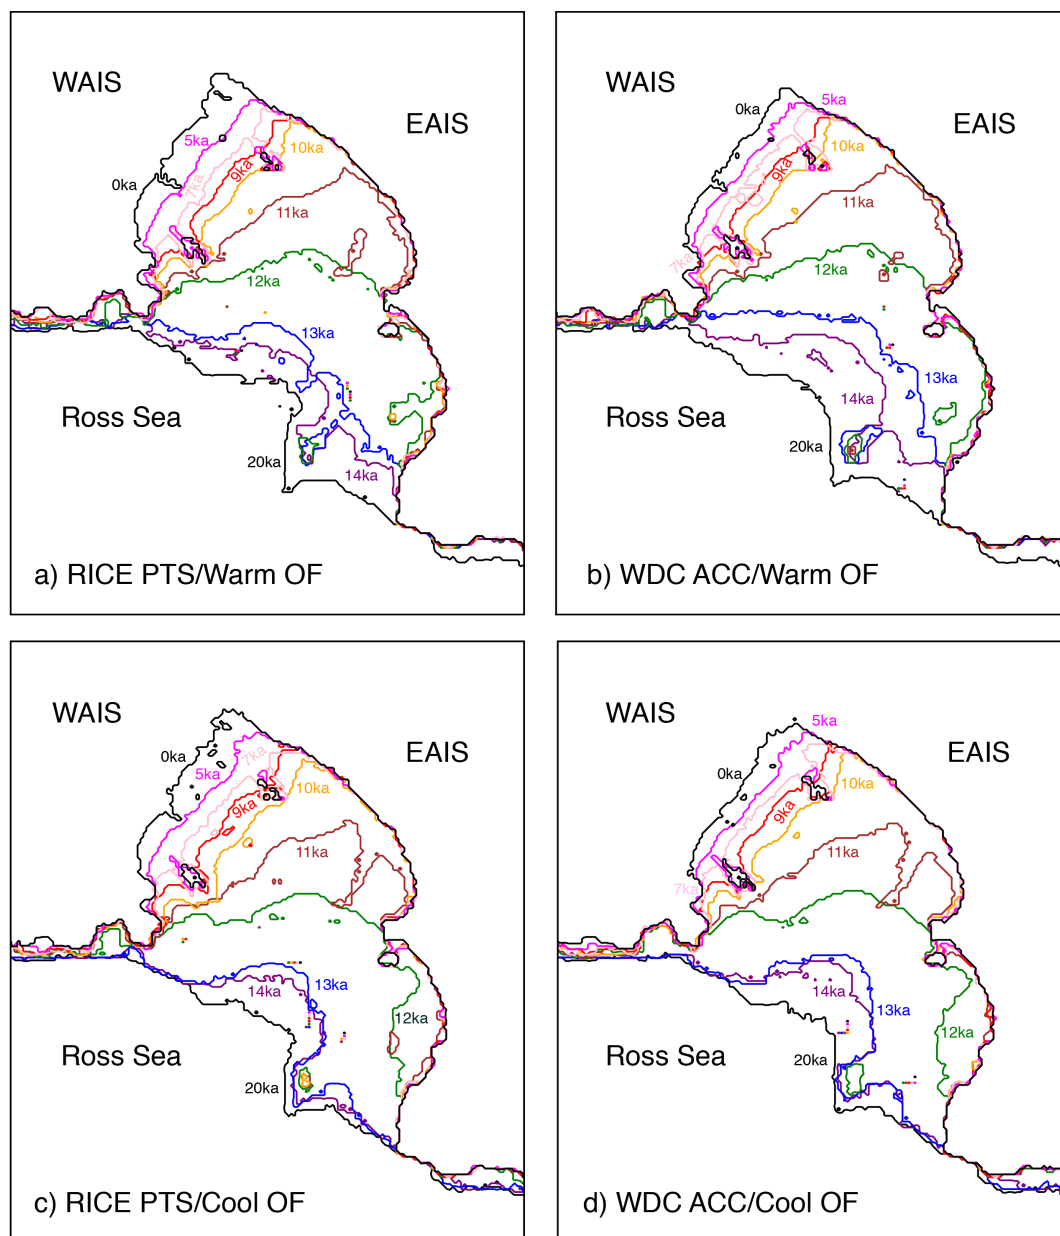 WAIS
EAIS
5ka
10ka
0ka
7ka
9ka
11ka
12ka
13ka
Ross Sea
20ka
14ka
a) RICE PTS/Warm OF
WAIS
5ka
0ka
EAIS
10ka
9ka
11ka
7ka
12ka
13ka
14ka
Ross Sea
20ka
b) WDC ACC/Warm OF
WAIS
EAIS
0ka
7ka
5ka
10ka
9ka
11ka
13ka
14ka
12ka
Ross Sea
20ka
c) RICE PTS/Cool OF
WAIS
5ka
EAIS
0ka
10ka
9ka
11ka
7ka
14ka
13ka
12ka
Ross Sea
20ka
d) WDC ACC/Cool OF